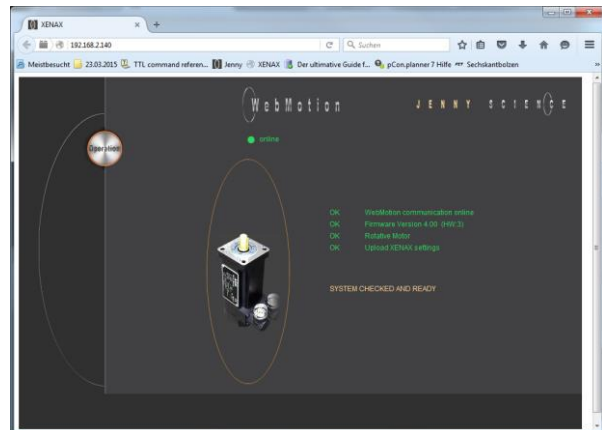 XENAX
192.168.2.140
Suchen
Meistbesucht 23.03.2015 TTL command referen... Jenny XENAX Der ultimative Guide f... pCon.planner 7 Hilfe Sechskantbolzen
WebMotion JENNY SCIENCE
online
Operation
OK WebMotion communication online
OK Firmware Version 4.00 (HW:3)
OK Rotative Motor
OK Upload XENAX settings
SYSTEM CHECKED AND READY